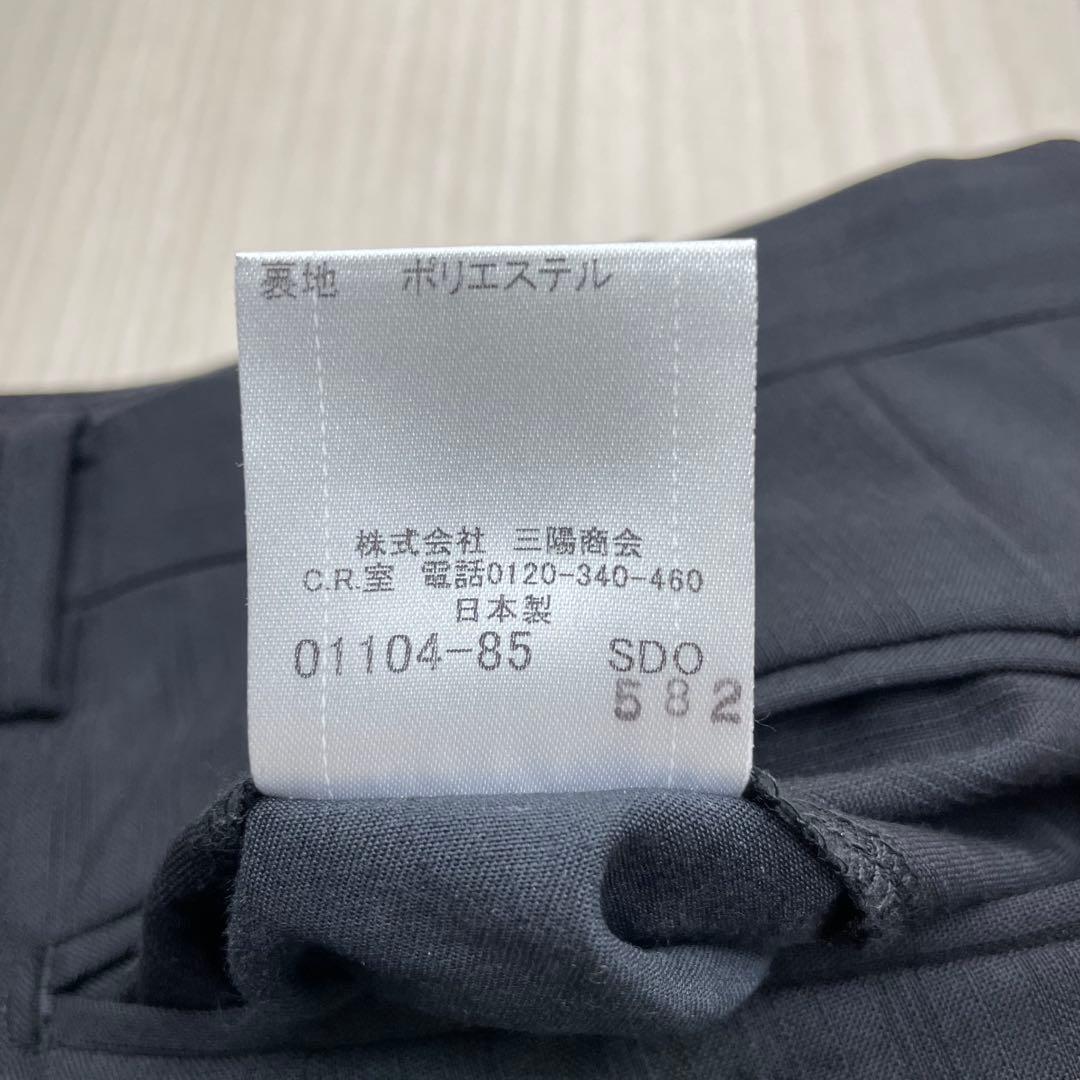 裏地　ポリエステル
株式会社　三陽商会
C.R.室　電話0120-340-460
日本製
01104-85　SDO
582